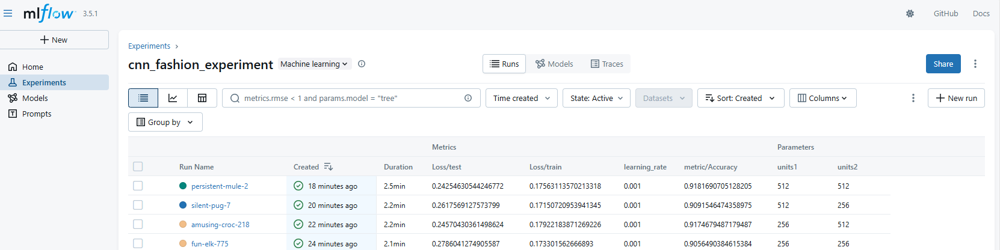 mlflow 3.5.1 GitHub Docs
New
Home
Experiments
Models
Prompts
Experiments
cnn_fashion_experiment Machine learning Runs Models Traces Share
metrics.rmse < 1 and params.model = "tree" Time created State: Active Datasets Sort: Created Columns New run
Group by
Metrics Parameters
Run Name Created Duration Loss/test Loss/train learning_rate metric/Accuracy units1 units2
persistent-mule-2 18 minutes ago 2.5min 0.24254630544246772 0.17563113570213318 0.001 0.9181690705128205 512 512
silent-pug-7 20 minutes ago 2.2min 0.2617569127573799 0.17150720953941345 0.001 0.9091546474358975 512 256
amusing-croc-218 22 minutes ago 2.2min 0.24570430361498624 0.17922183871269226 0.001 0.9174679487179487 256 512
fun-elk-775 24 minutes ago 2.1min 0.2786041274905587 0.173301562666893 0.001 0.9056490384615384 256 256